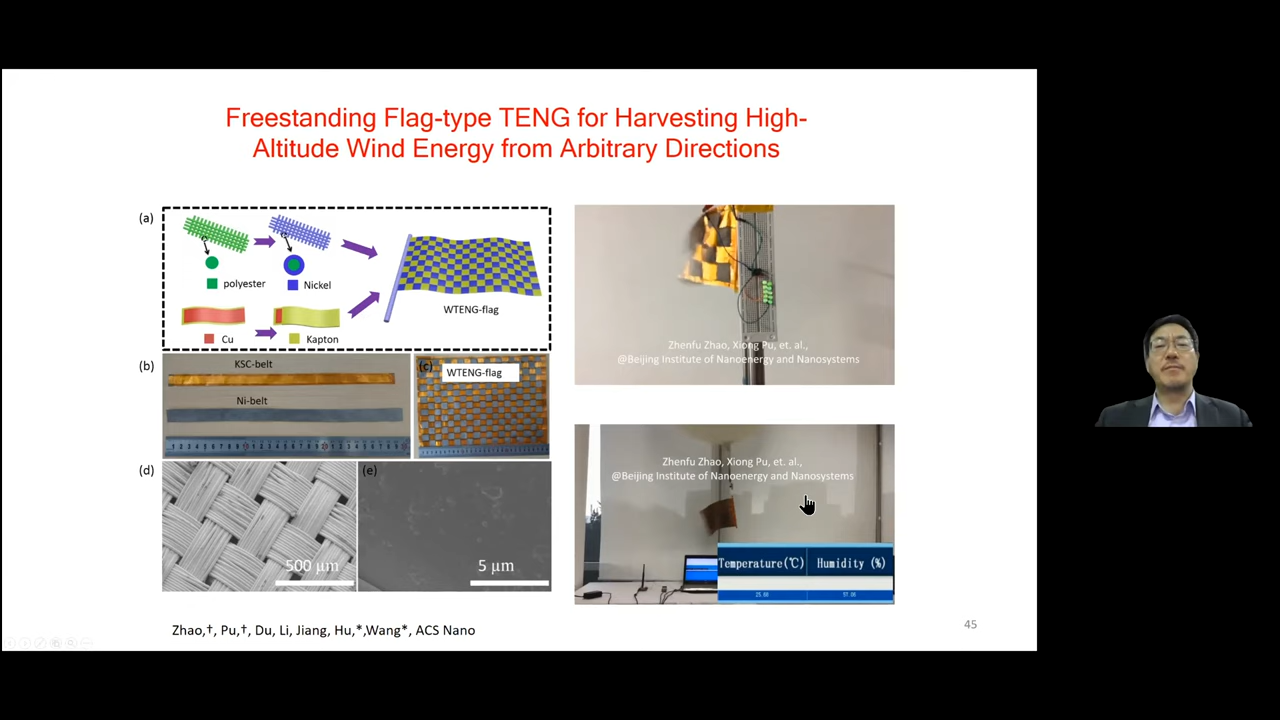 Freestanding Flag-type TENG for Harvesting High-
Altitude Wind Energy from Arbitrary Directions
(a)
polyester
Nickel
Cu
Kapton
WTENG-flag
(b)
KSC-belt
Ni-belt
(c)
WTENG-flag
(d)
500 μm
(e)
5 μm
Zhenfu Zhao, Xiong Pu, et. al.,
@Beijing Institute of Nanoenergy and Nanosystems
Zhenfu Zhao, Xiong Pu, et. al.,
@Beijing Institute of Nanoenergy and Nanosystems
Temperature(℃) Humidity (%)
Zhao,†, Pu,†, Du, Li, Jiang, Hu,*,Wang*, ACS Nano
45